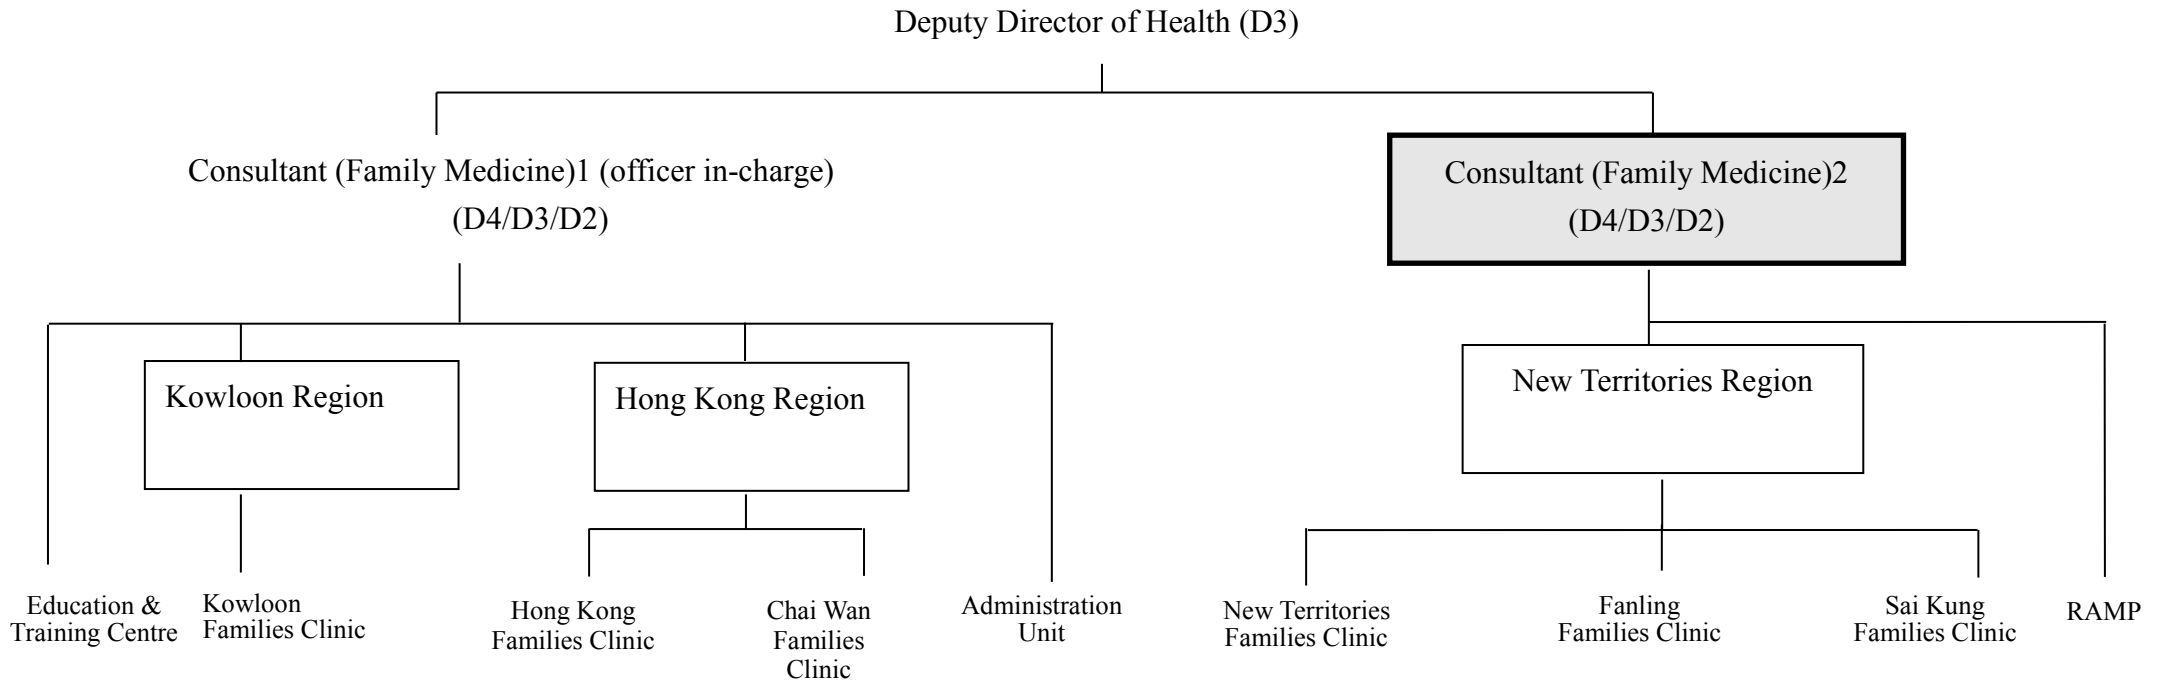 Deputy Director of Health (D3)
Consultant (Family Medicine)1 (officer in-charge)
(D4/D3/D2)
Consultant (Family Medicine)2
(D4/D3/D2)
Kowloon Region
Hong Kong Region
New Territories Region
Education &
Training Centre
Kowloon
Families Clinic
Hong Kong
Families Clinic
Chai Wan
Families
Clinic
Administration
Unit
New Territories
Families Clinic
Fanling
Families Clinic
Sai Kung
Families Clinic
RAMP